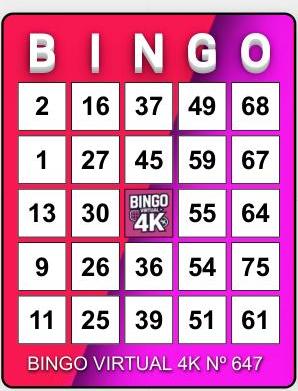 B I N G O
2 16 37 49 68
1 27 45 59 67
13 30 BINGO VIRTUAL 4K 55 64
9 26 36 54 75
11 25 39 51 61
BINGO VIRTUAL 4K Nº 647